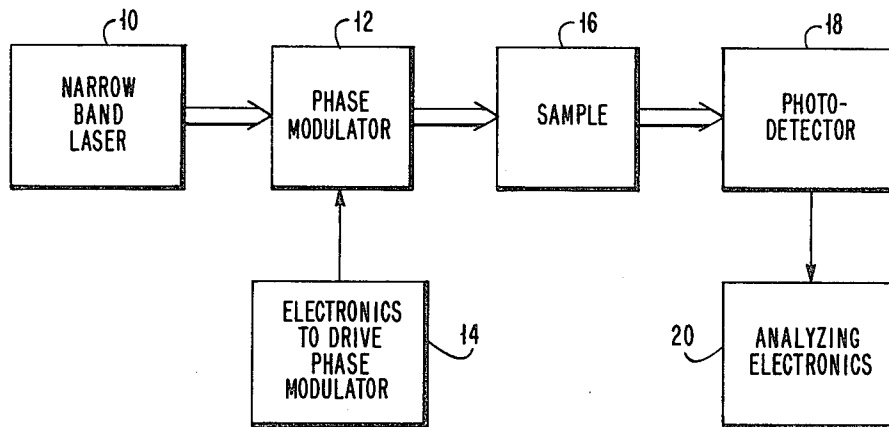 10
NARROW
BAND
LASER
12
PHASE
MODULATOR
16
SAMPLE
18
PHOTO-
DETECTOR
ELECTRONICS
TO DRIVE
PHASE
MODULATOR
14
20
ANALYZING
ELECTRONICS